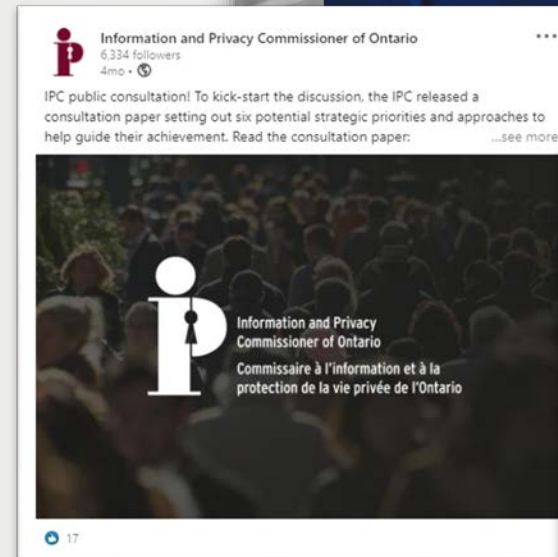 Information and Privacy Commissioner of Ontario
6,334 followers
4mo •
IPC public consultation! To kick-start the discussion, the IPC released a
consultation paper setting out six potential strategic priorities and approaches to
help guide their achievement. Read the consultation paper: ...see more
Information and Privacy
Commissioner of Ontario
Commissaire à l'information et à la
protection de la vie privée de l'Ontario
17